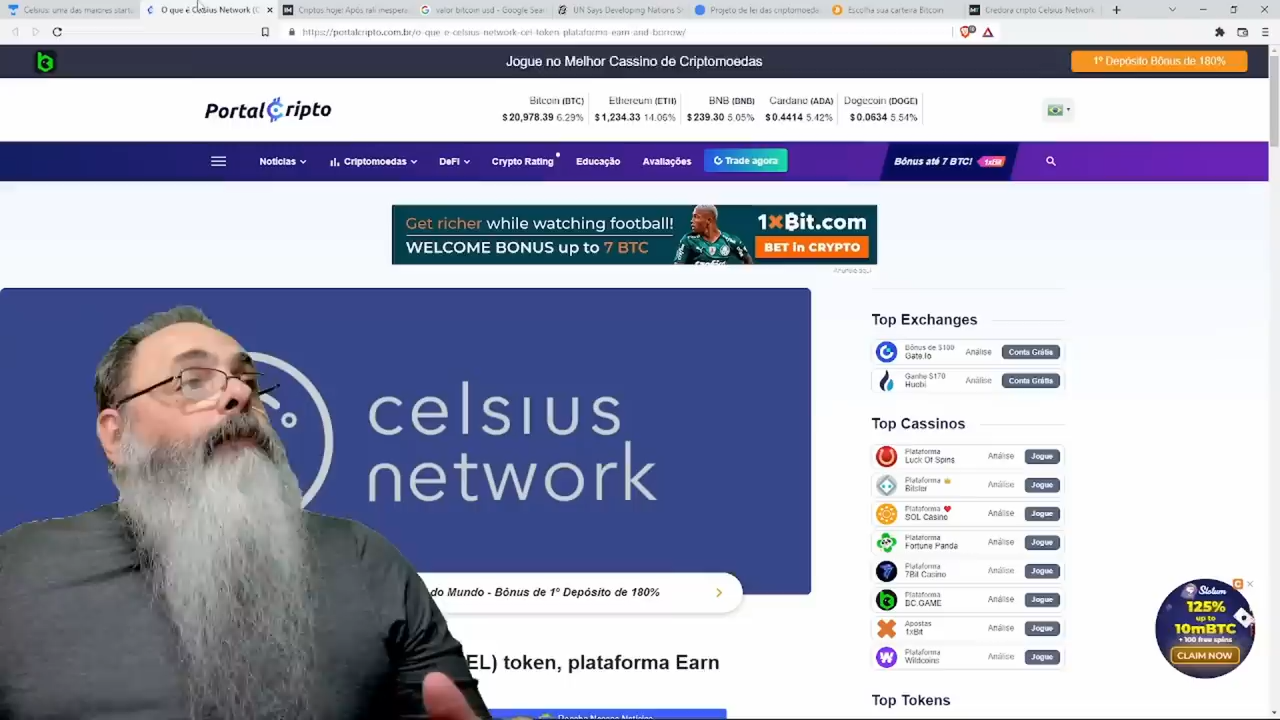 Celsius: uma das maiores startu
O que é Celsius Network (C
Criptos hoje: Após rali inespera
valor bitcoin usd - Google Sear
UN Says Developing Nations Sh
Projeto de lei das criptomoedas
Escolha sua carteira Bitcoin
Credora cripto Celsius Network
https://portalcripto.com.br/o-que-e-celsius-network-cel-token-plataforma-earn-and-borrow/
Jogue no Melhor Cassino de Criptomoedas
1º Depósito Bônus de 180%
PortalCripto
Bitcoin (BTC) Ethereum (ETH) BNB (BNB) Cardano (ADA) Dogecoin (DOGE)
$ 20,978.39 6.29% $ 1,234.33 14.06% $ 239.30 5.05% $ 0.4414 5.42% $ 0.0634 5.54%
Notícias Criptomoedas DeFi Crypto Rating Educação Avaliações Trade agora Bônus até 7 BTC! 1xBit
Get richer while watching football!
WELCOME BONUS up to 7 BTC
1XBit.com
BET in CRYPTO
Anuncie aqui
celsius
network
do Mundo - Bônus de 1º Depósito de 180%
EL) token, plataforma Earn
Receba Nossas Notícias
Top Exchanges
Bônus de $100
Gate.io Análise Conta Grátis
Ganhe $170
Huobi Análise Conta Grátis
Top Cassinos
Plataforma
Luck Of Spins Análise Jogue
Plataforma
Bitsler Análise Jogue
Plataforma
SOL Casino Análise Jogue
Plataforma
Fortune Panda Análise Jogue
Plataforma
7Bit Casino Análise Jogue
Plataforma
BC.GAME Análise Jogue
Apostas
1xBit Análise Jogue
Plataforma
Wildcoins Análise Jogue
Top Tokens
Slotum
125%
up to
10mBTC
+100 free spins
CLAIM NOW